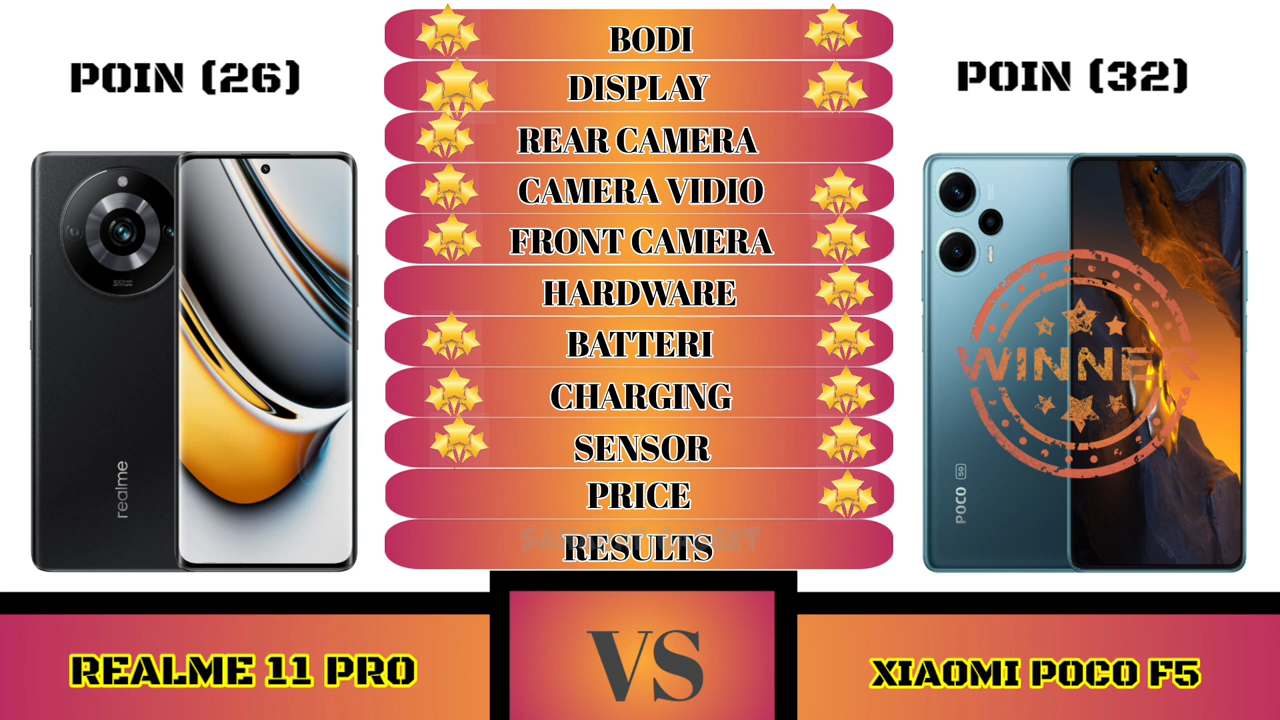 POIN (26)
BODI
DISPLAY
REAR CAMERA
CAMERA VIDIO
FRONT CAMERA
HARDWARE
BATTERI
CHARGING
SENSOR
PRICE
RESULTS
POIN (32)
realme
WINNER
POCO 5G
REALME 11 PRO
VS
XIAOMI POCO F5